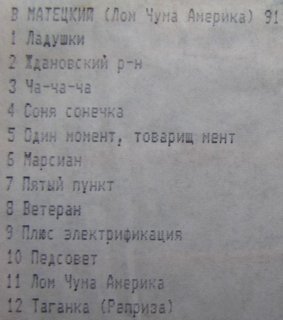 В МАТЕЦКИЙ (Лом Чума Америка) 91
1 Ладушки
2 Ждановский р-н
3 Ча-ча-ча
4 Соня сонечка
5 Один момент, товарищ мент
6 Марсиан
7 Пятый пункт
8 Ветеран
9 Плюс электрификация
10 Педсовет
11 Лом Чума Америка
12 Таганка (Реприза)